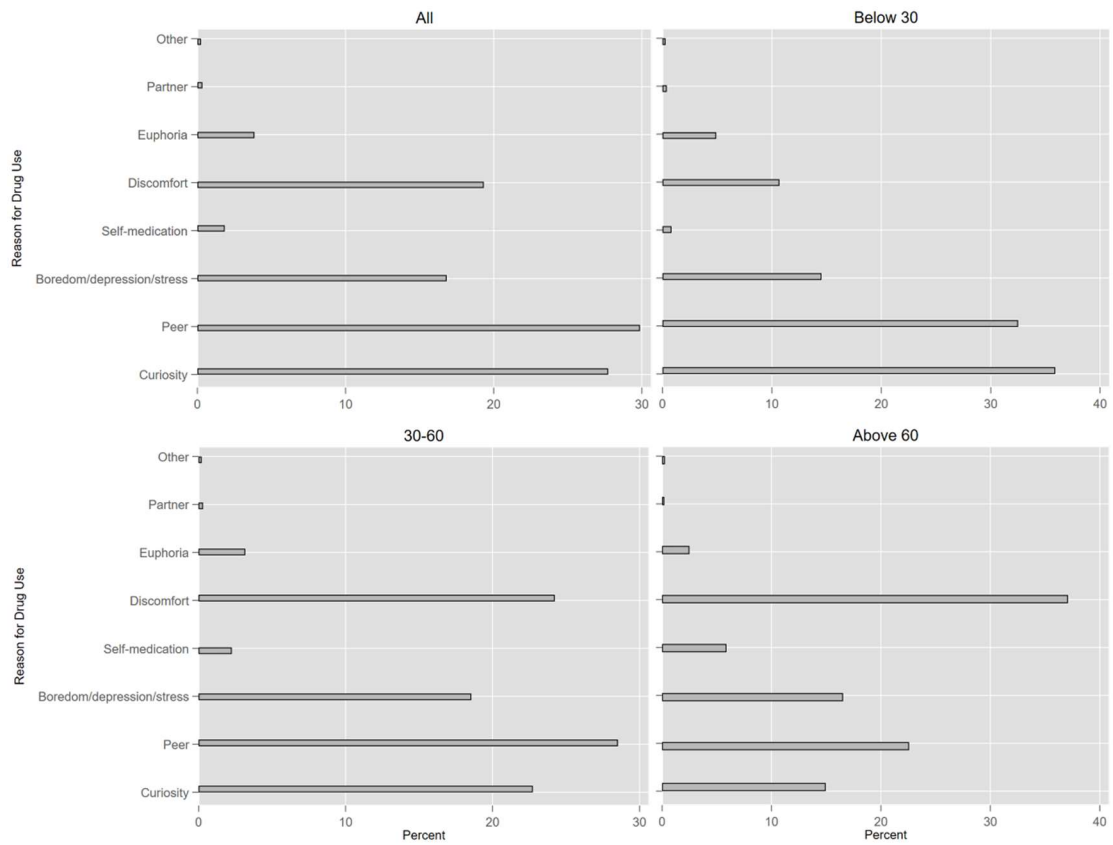 All
Below 30
Reason for Drug Use
Other
Partner
Euphoria
Discomfort
Self-medication
Boredom/depression/stress
Peer
Curiosity
0 10 20 30
0 10 20 30 40
30-60
Above 60
Reason for Drug Use
Other
Partner
Euphoria
Discomfort
Self-medication
Boredom/depression/stress
Peer
Curiosity
0 10 20 30
0 10 20 30 40
Percent
Percent